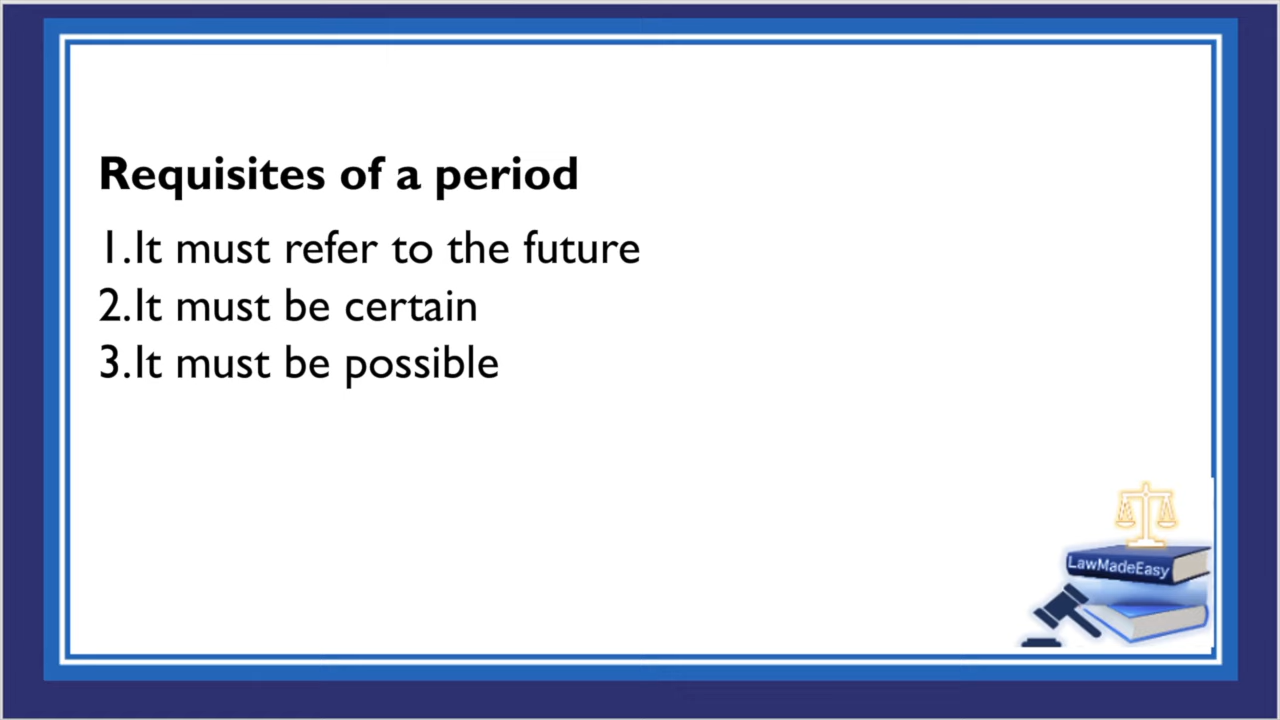 Requisites of a period
1.It must refer to the future
2.It must be certain
3.It must be possible
LawMadeEasy